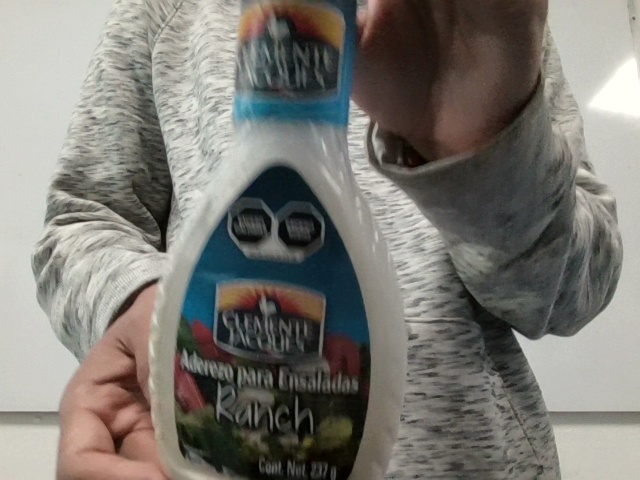 CLEMENTE
JACQUES
CLEMENTE
JACQUES
Aderezo para Ensaladas
Ranch
Cont. Net. 237 g